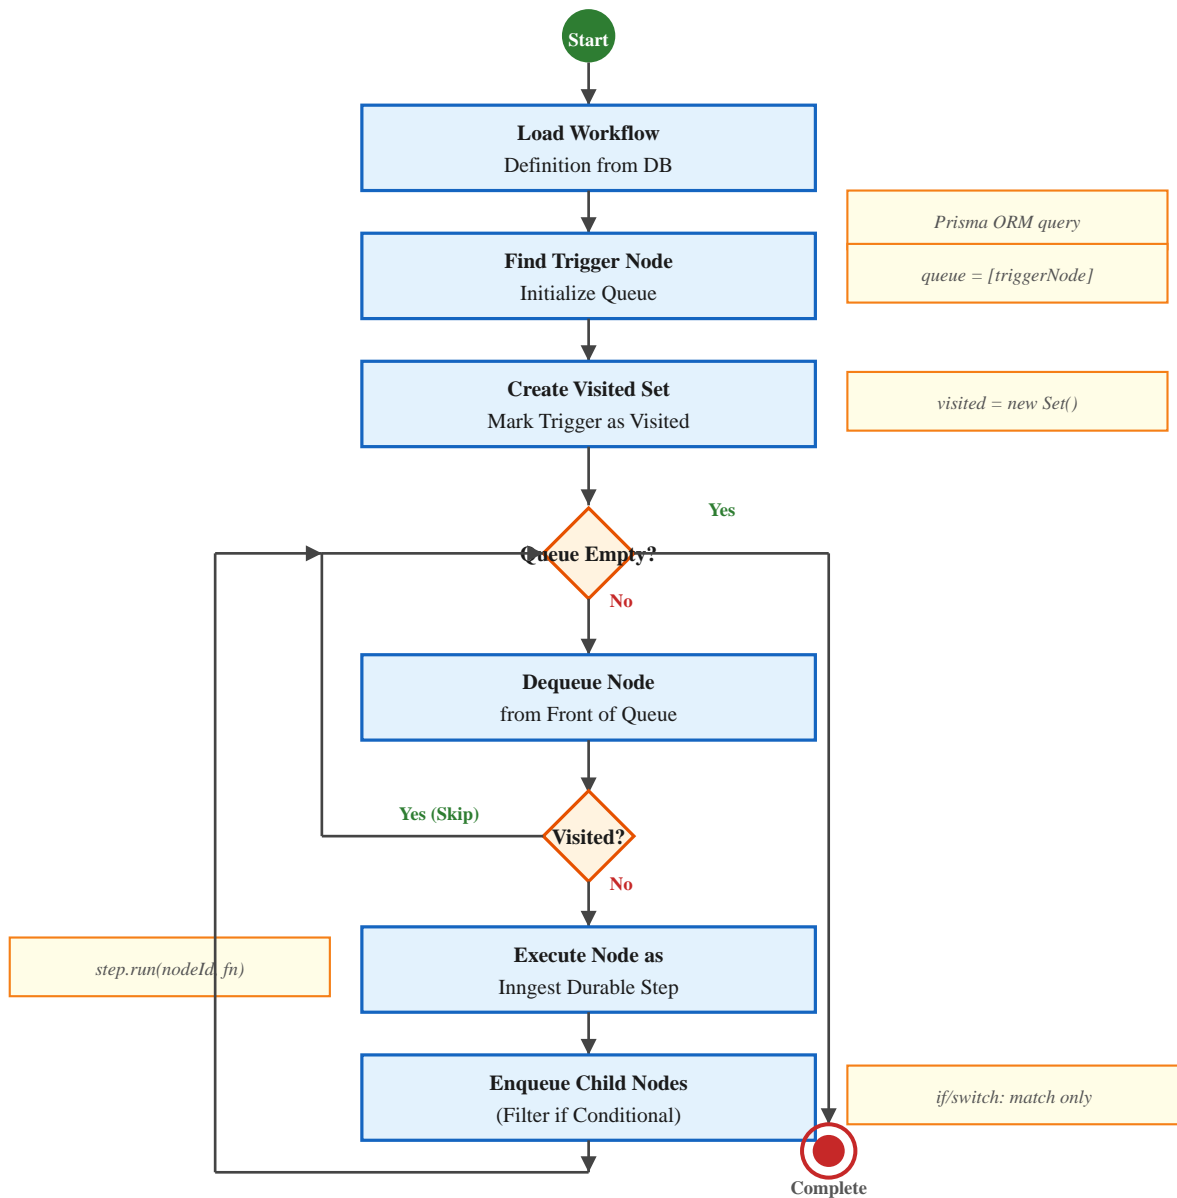 Start
Load Workflow
Definition from DB
Prisma ORM query
Find Trigger Node
Initialize Queue
queue = [triggerNode]
Create Visited Set
Mark Trigger as Visited
visited = new Set()
Yes
Queue Empty?
No
Dequeue Node
from Front of Queue
Yes (Skip)
Visited?
No
Execute Node as
Inngest Durable Step
step.run(nodeId, fn)
Enqueue Child Nodes
(Filter if Conditional)
if/switch: match only
Complete